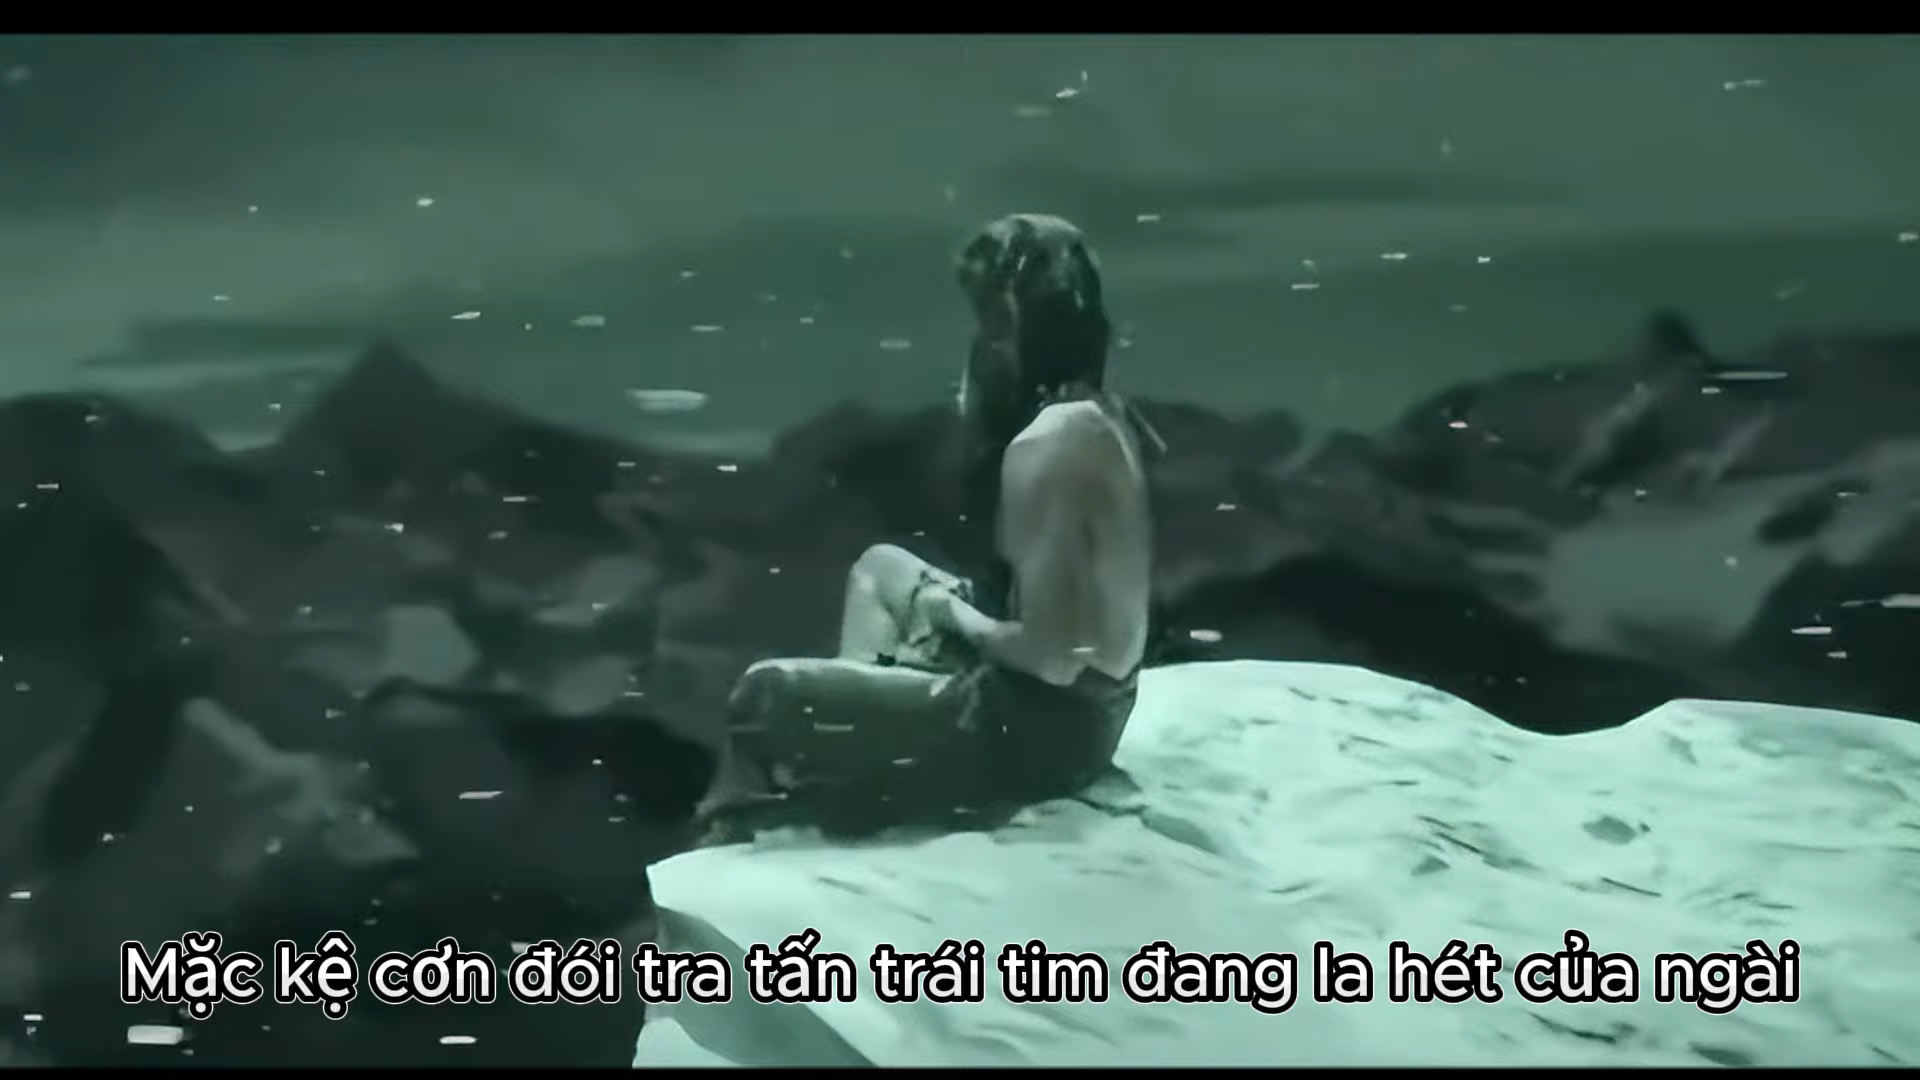 Mặc kệ cơn đói tra tấn trái tim đang la hét của ngài